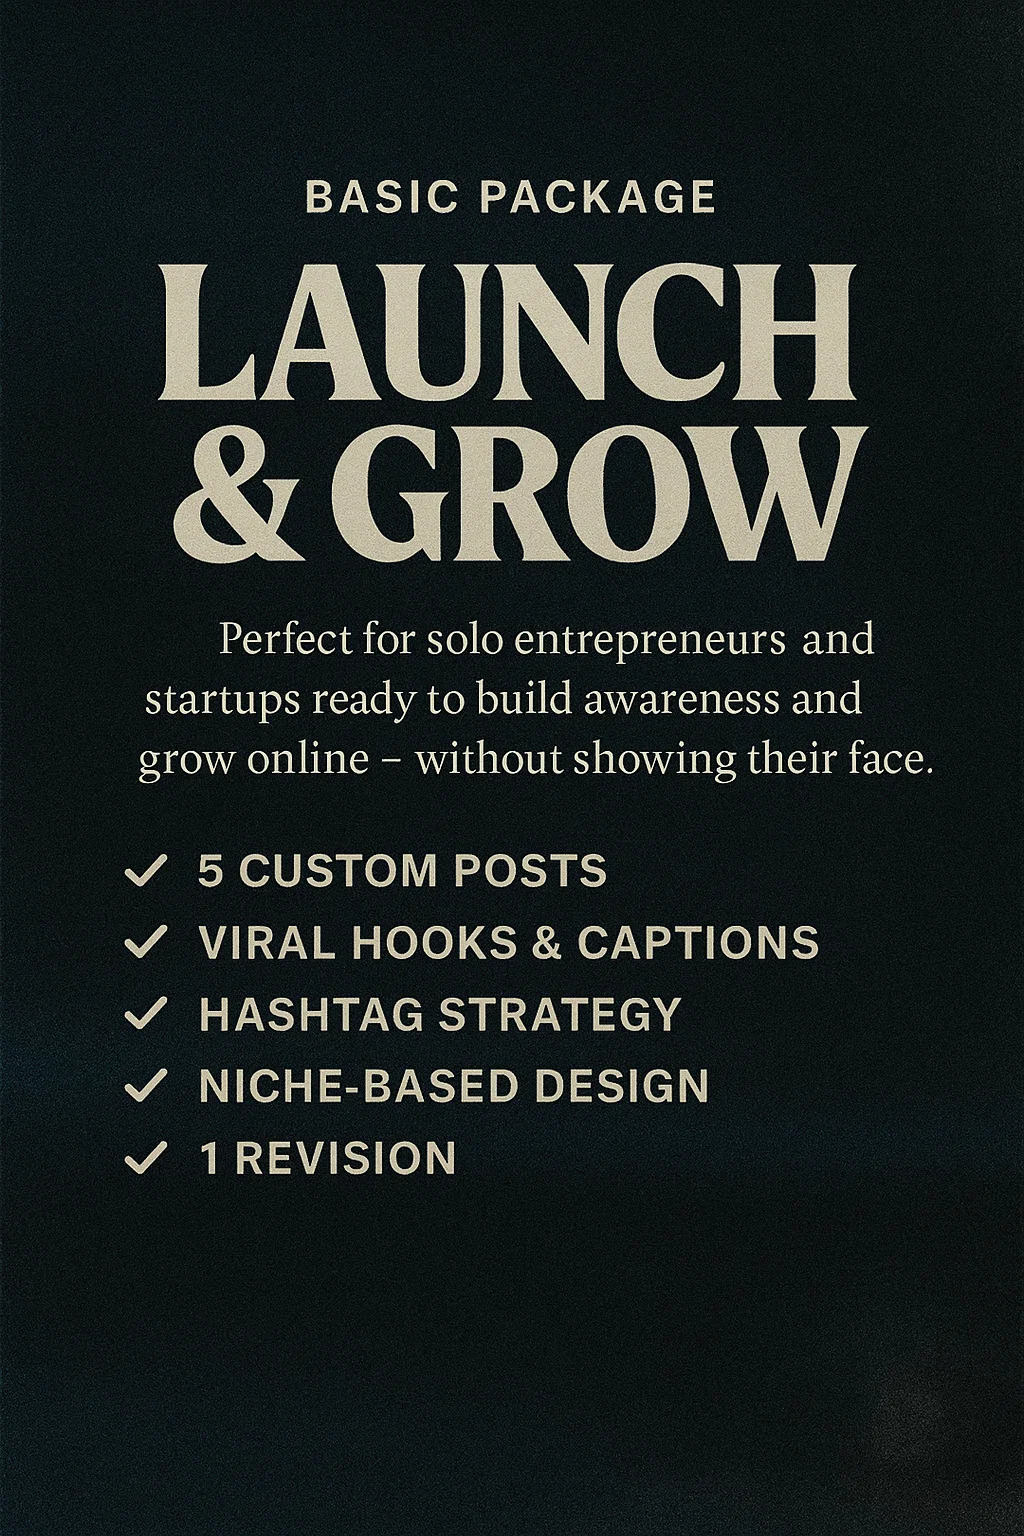 BASIC PACKAGE
LAUNCH
& GROW
Perfect for solo entrepreneurs and
startups ready to build awareness and
grow online – without showing their face.
✓ 5 CUSTOM POSTS
✓ VIRAL HOOKS & CAPTIONS
✓ HASHTAG STRATEGY
✓ NICHE-BASED DESIGN
✓ 1 REVISION